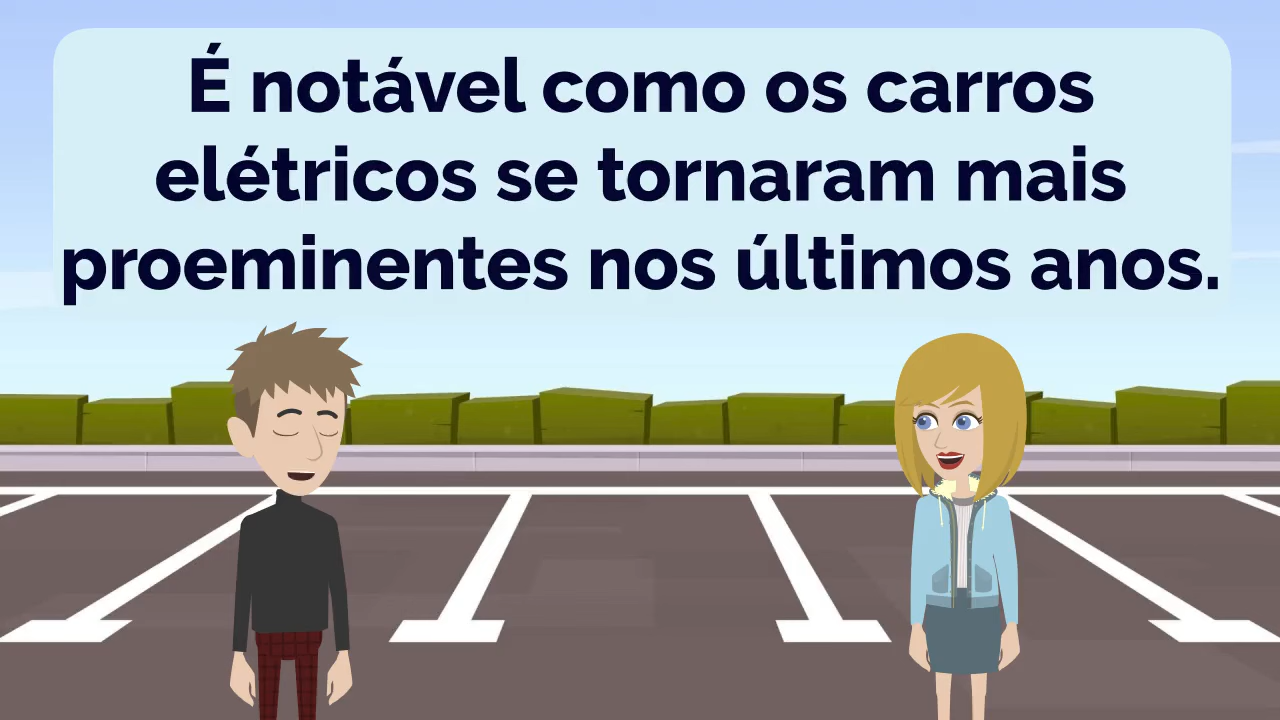 É notável como os carros
elétricos se tornaram mais
proeminentes nos últimos anos.